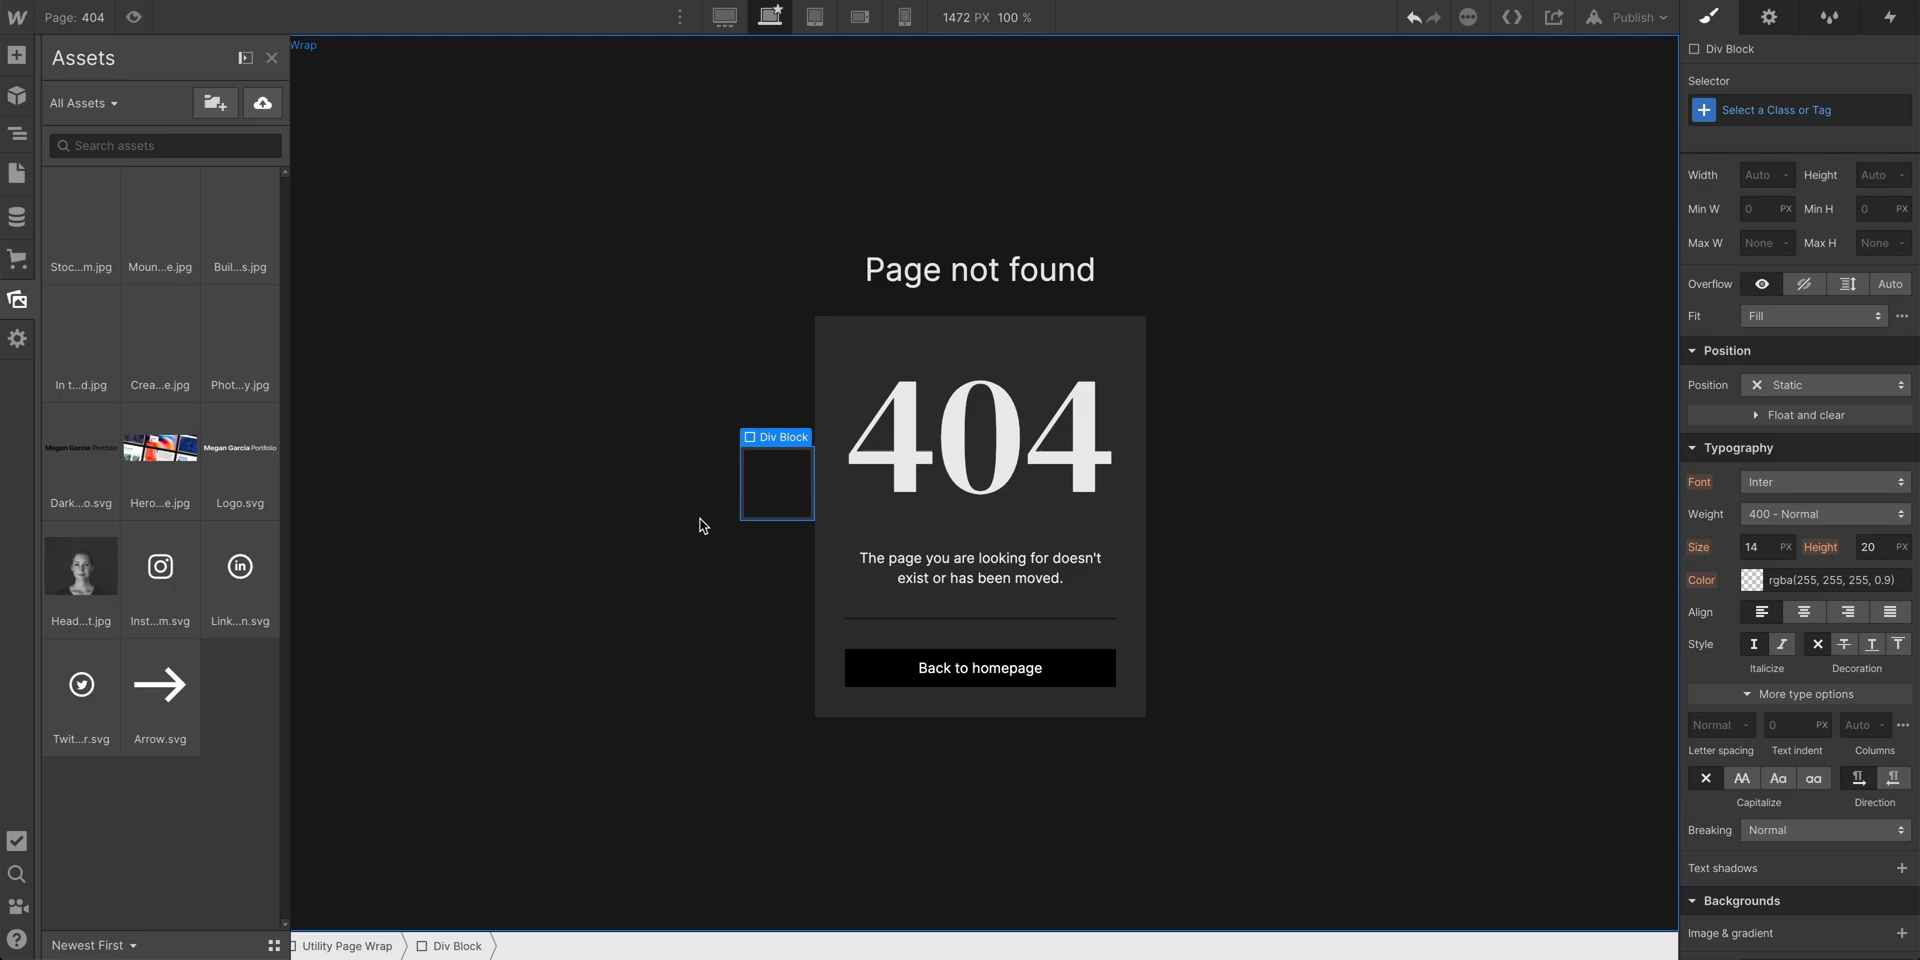 Page: 404
1472 PX 100 %
Publish
Assets
All Assets
Search assets
Stoc...m.jpg
Moun...e.jpg
Buil...s.jpg
In t...d.jpg
Crea...e.jpg
Phot...y.jpg
Megan Garcia Portfolio
Megan Garcia Portfolio
Dark...o.svg
Hero...e.jpg
Logo.svg
Head...t.jpg
Inst...m.svg
Link...n.svg
Twit...r.svg
Arrow.svg
Newest First
Wrap
Page not found
404
Div Block
The page you are looking for doesn't
exist or has been moved.
Back to homepage
Utility Page Wrap
Div Block
Div Block
Selector
Select a Class or Tag
Width Auto - Height Auto -
Min W 0 PX Min H 0 PX
Max W None - Max H None -
Overflow Auto
Fit Fill
Position
Position Static
Float and clear
Typography
Font Inter
Weight 400 - Normal
Size 14 PX Height 20 PX
Color rgba(255, 255, 255, 0.9)
Align
Style
Italicize Decoration
More type options
Normal - 0 PX Auto -
Letter spacing Text indent Columns
AA Aa aa
Capitalize Direction
Breaking Normal
Text shadows
Backgrounds
Image & gradient